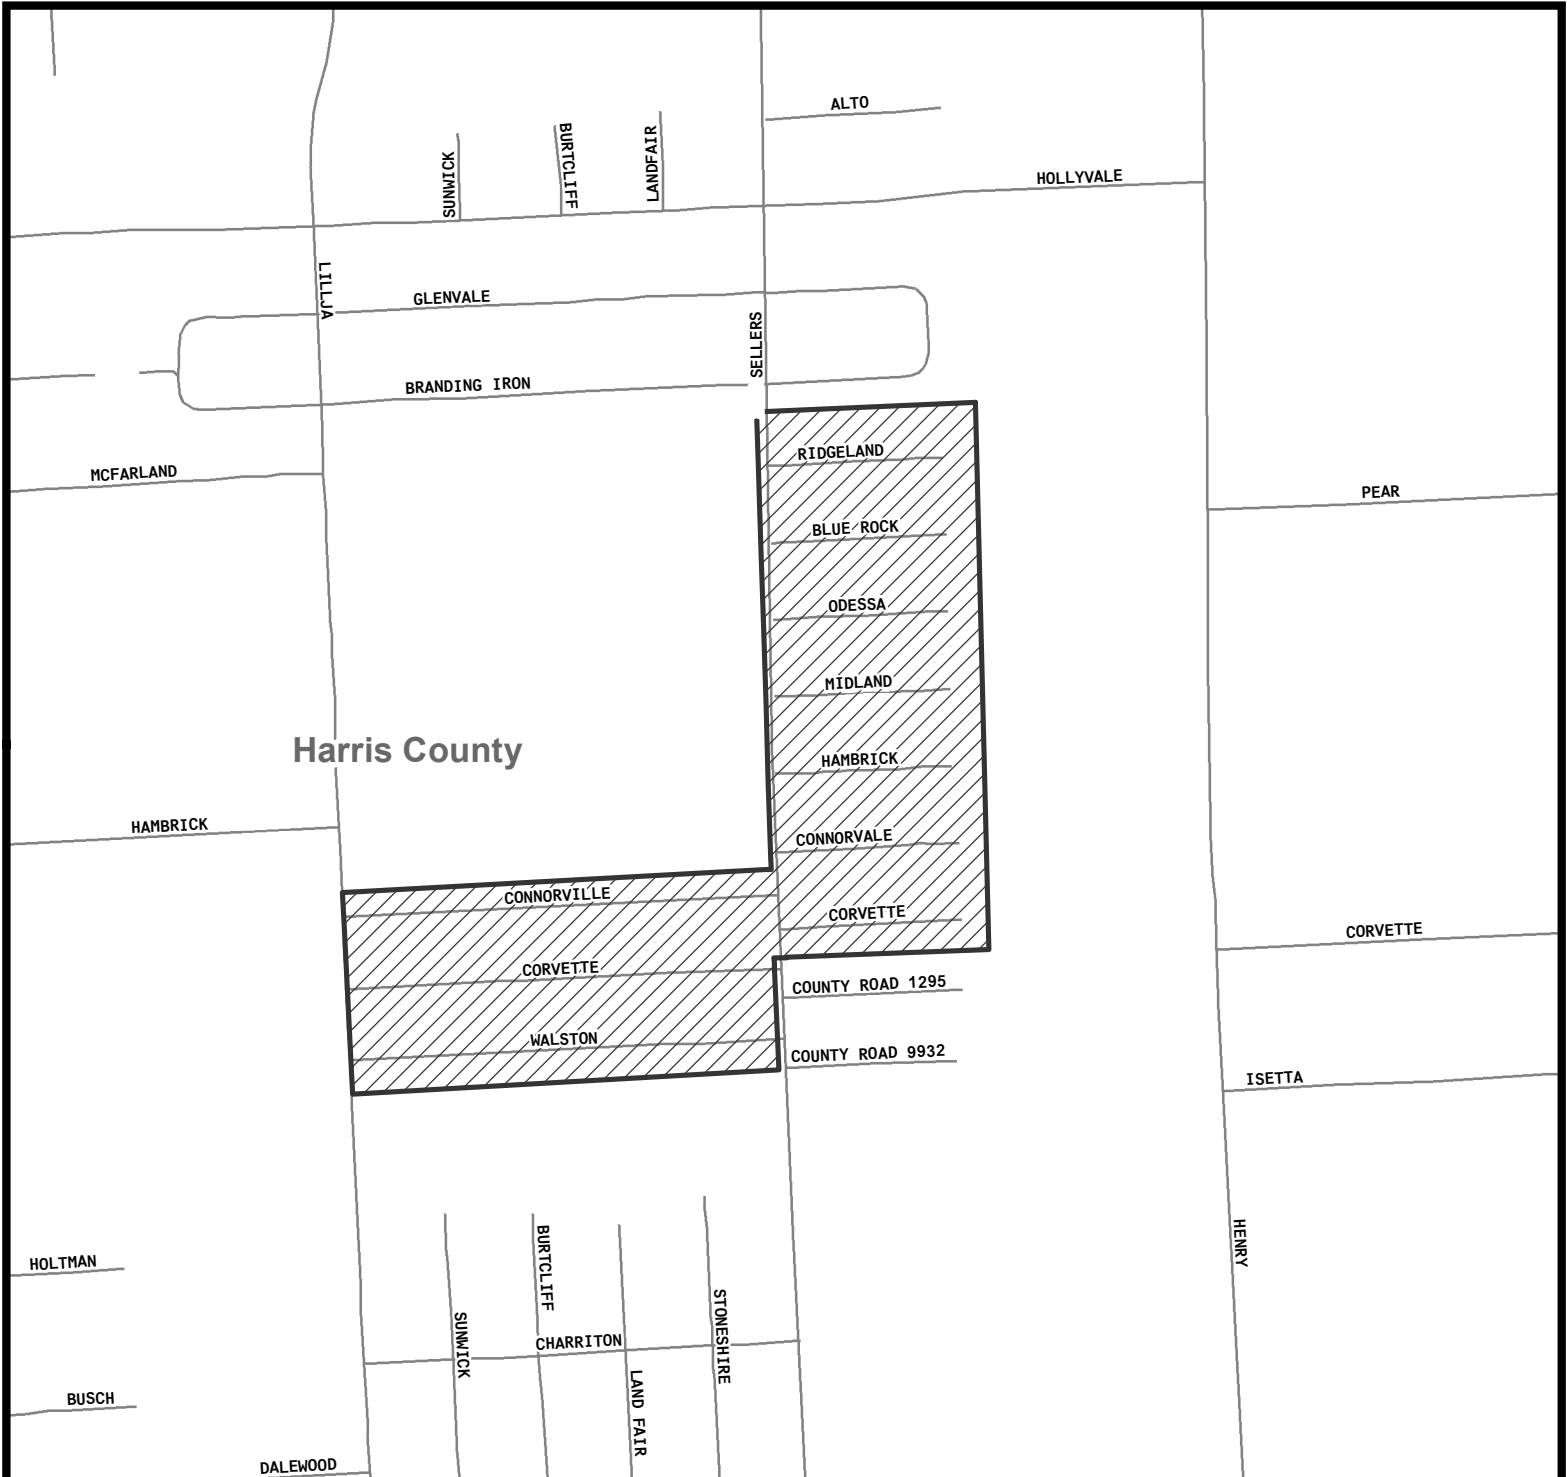 ALTO
SUNWICK
BURTCLIFF
LANDFAIR
HOLLYVALE
LILLJA
GLENVALE
SELLERS
BRANDING IRON
MCFARLAND
RIDGELAND
PEAR
BLUE ROCK
ODESSA
MIDLAND
Harris County
HAMBRICK
HAMBRICK
CONNORVALE
CONNORVILLE
CORVETTE
CORVETTE
CORVETTE
COUNTY ROAD 1295
WALSTON
COUNTY ROAD 9932
ISETTA
HENRY
HOLTMAN
BURTCLIFF
SUNWICK
STONESHIRE
CHARRITON
LAND FAIR
BUSCH
DALEWOOD